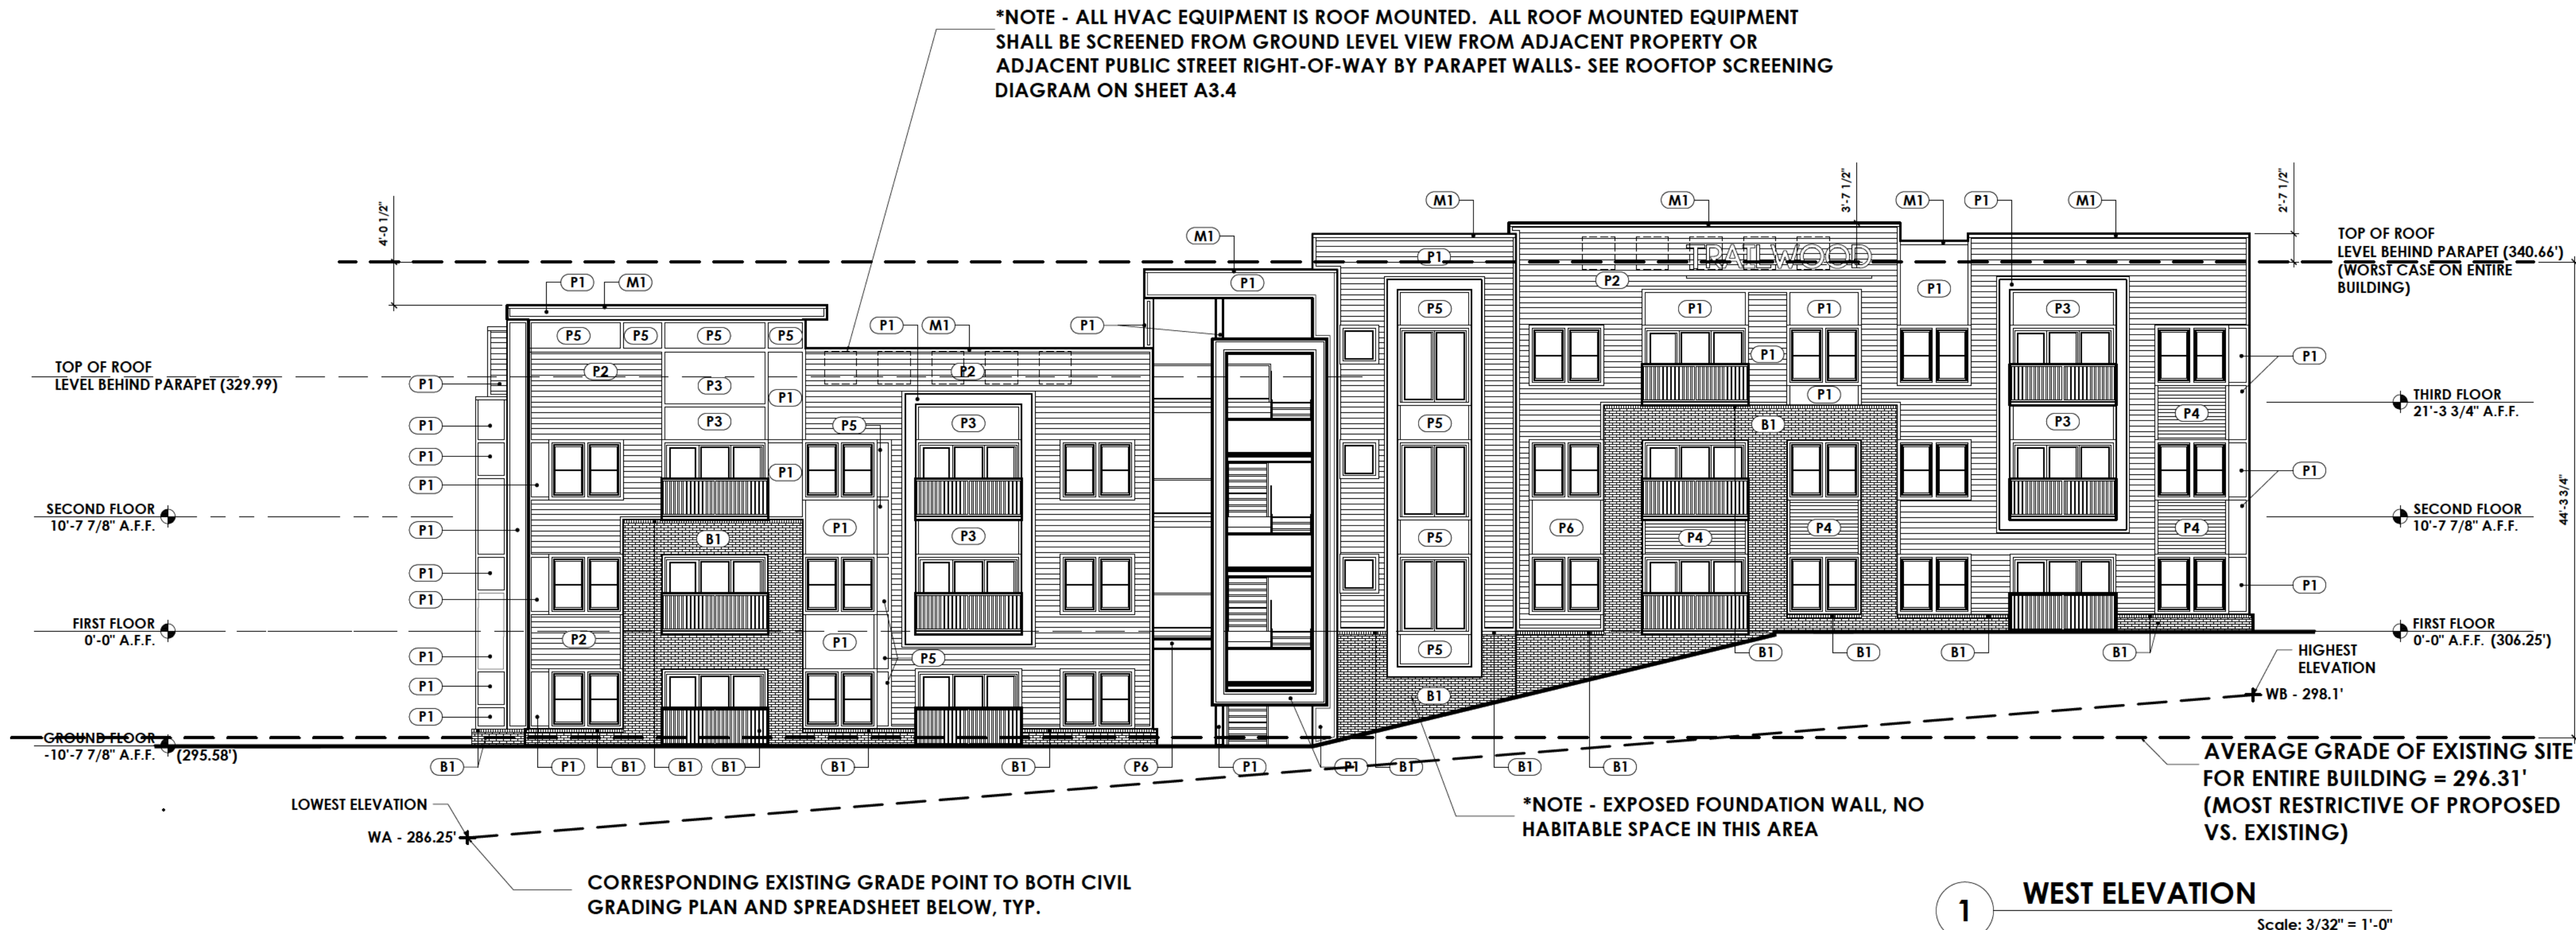 *NOTE - ALL HVAC EQUIPMENT IS ROOF MOUNTED. ALL ROOF MOUNTED EQUIPMENT
SHALL BE SCREENED FROM GROUND LEVEL VIEW FROM ADJACENT PROPERTY OR
ADJACENT PUBLIC STREET RIGHT-OF-WAY BY PARAPET WALLS- SEE ROOFTOP SCREENING
DIAGRAM ON SHEET A3.4
4'-0 1/2"
3'-7 1/2"
2'-7 1/2"
M1 M1 M1 P1 M1
M1
TOP OF ROOF
LEVEL BEHIND PARAPET (340.66')
(WORST CASE ON ENTIRE
BUILDING)
TRAILWOOD
P1 M1 P1 P1 P2 P1
P5 P1 P1 P3
P1 M1 P1
P5 P5 P5 P5
P1 P1
TOP OF ROOF
LEVEL BEHIND PARAPET (329.99)
P1 P2 P3 P2
P1 P1
THIRD FLOOR
21'-3 3/4" A.F.F.
P4
P1 P3 P5 P3 P5 B1 P3
P1 P1 P1
P1
SECOND FLOOR
10'-7 7/8" A.F.F.
SECOND FLOOR
10'-7 7/8" A.F.F.
44'-3 3/4"
P1 B1 P1 P3 P5 P6 P4 P4 P4
P1 P1
P1
FIRST FLOOR
0'-0" A.F.F.
FIRST FLOOR
0'-0" A.F.F. (306.25')
P2 P1 P5
P1 P5 B1 B1 B1 B1
HIGHEST
ELEVATION
WB - 298.1'
P1 B1
P1
GROUND FLOOR
-10'-7 7/8" A.F.F. (295.58')
B1 P1 B1 B1 B1 B1 B1 P6 P1 P1 B1 B1 B1
AVERAGE GRADE OF EXISTING SITE
FOR ENTIRE BUILDING = 296.31'
(MOST RESTRICTIVE OF PROPOSED
VS. EXISTING)
LOWEST ELEVATION
WA - 286.25'
*NOTE - EXPOSED FOUNDATION WALL, NO
HABITABLE SPACE IN THIS AREA
CORRESPONDING EXISTING GRADE POINT TO BOTH CIVIL
GRADING PLAN AND SPREADSHEET BELOW, TYP.
1 WEST ELEVATION
Scale: 3/32" = 1'-0"